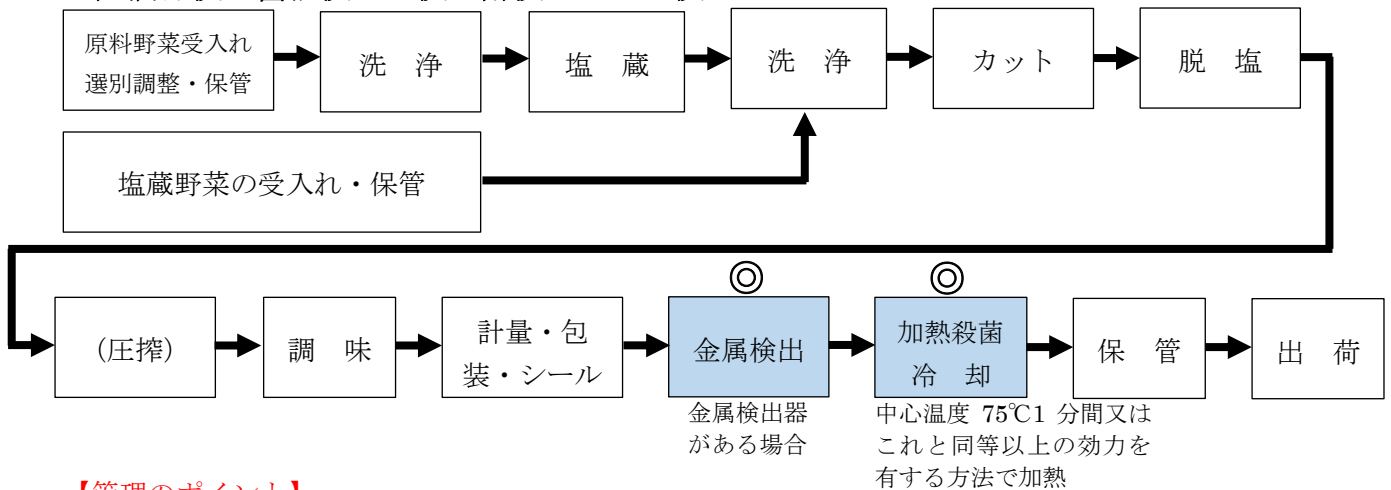 原料野菜受入れ
選別調整・保管
洗　浄
塩　蔵
洗　浄
カット
脱　塩
塩蔵野菜の受入れ・保管
◎
◎
(圧搾)
調　味
計量・包
装・シール
金属検出
加熱殺菌
冷　却
保　管
出　荷
金属検出器
がある場合
中心温度 75℃1 分間又は
これと同等以上の効力を
有する方法で加熱